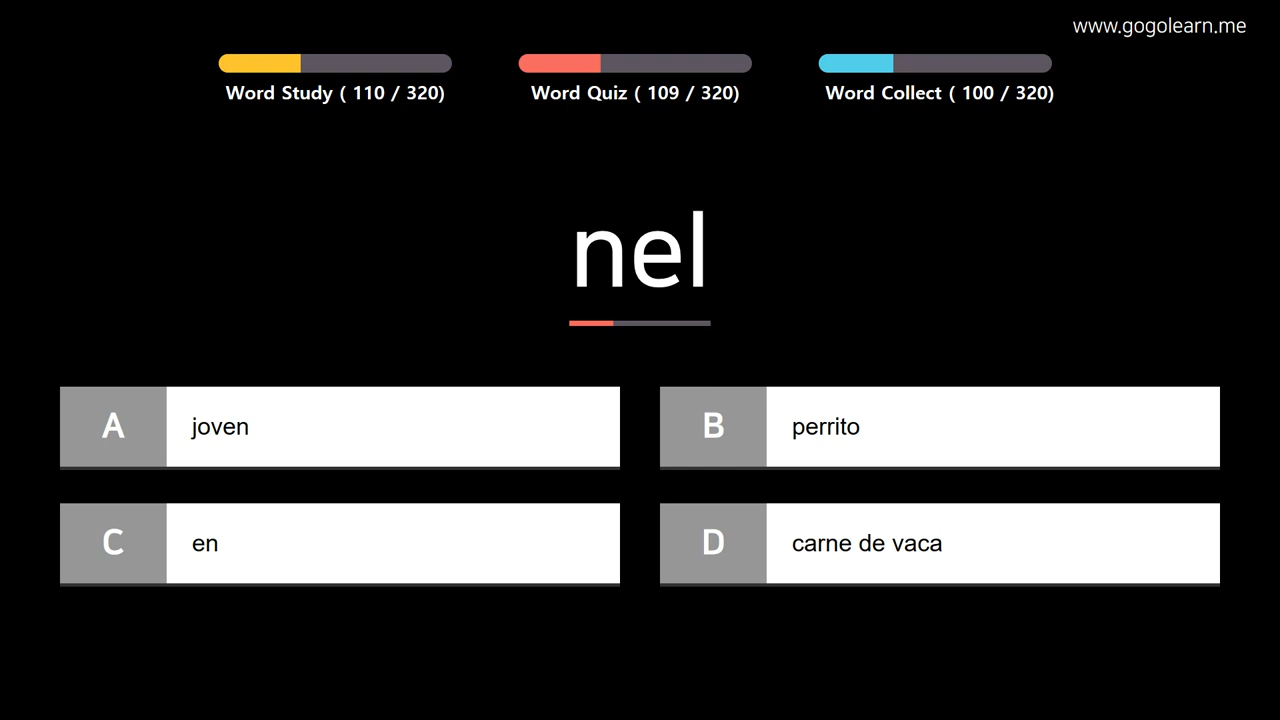 www.gogolearn.me
Word Study ( 110 / 320)
Word Quiz ( 109 / 320)
Word Collect ( 100 / 320)
nel
A joven
B perrito
C en
D carne de vaca